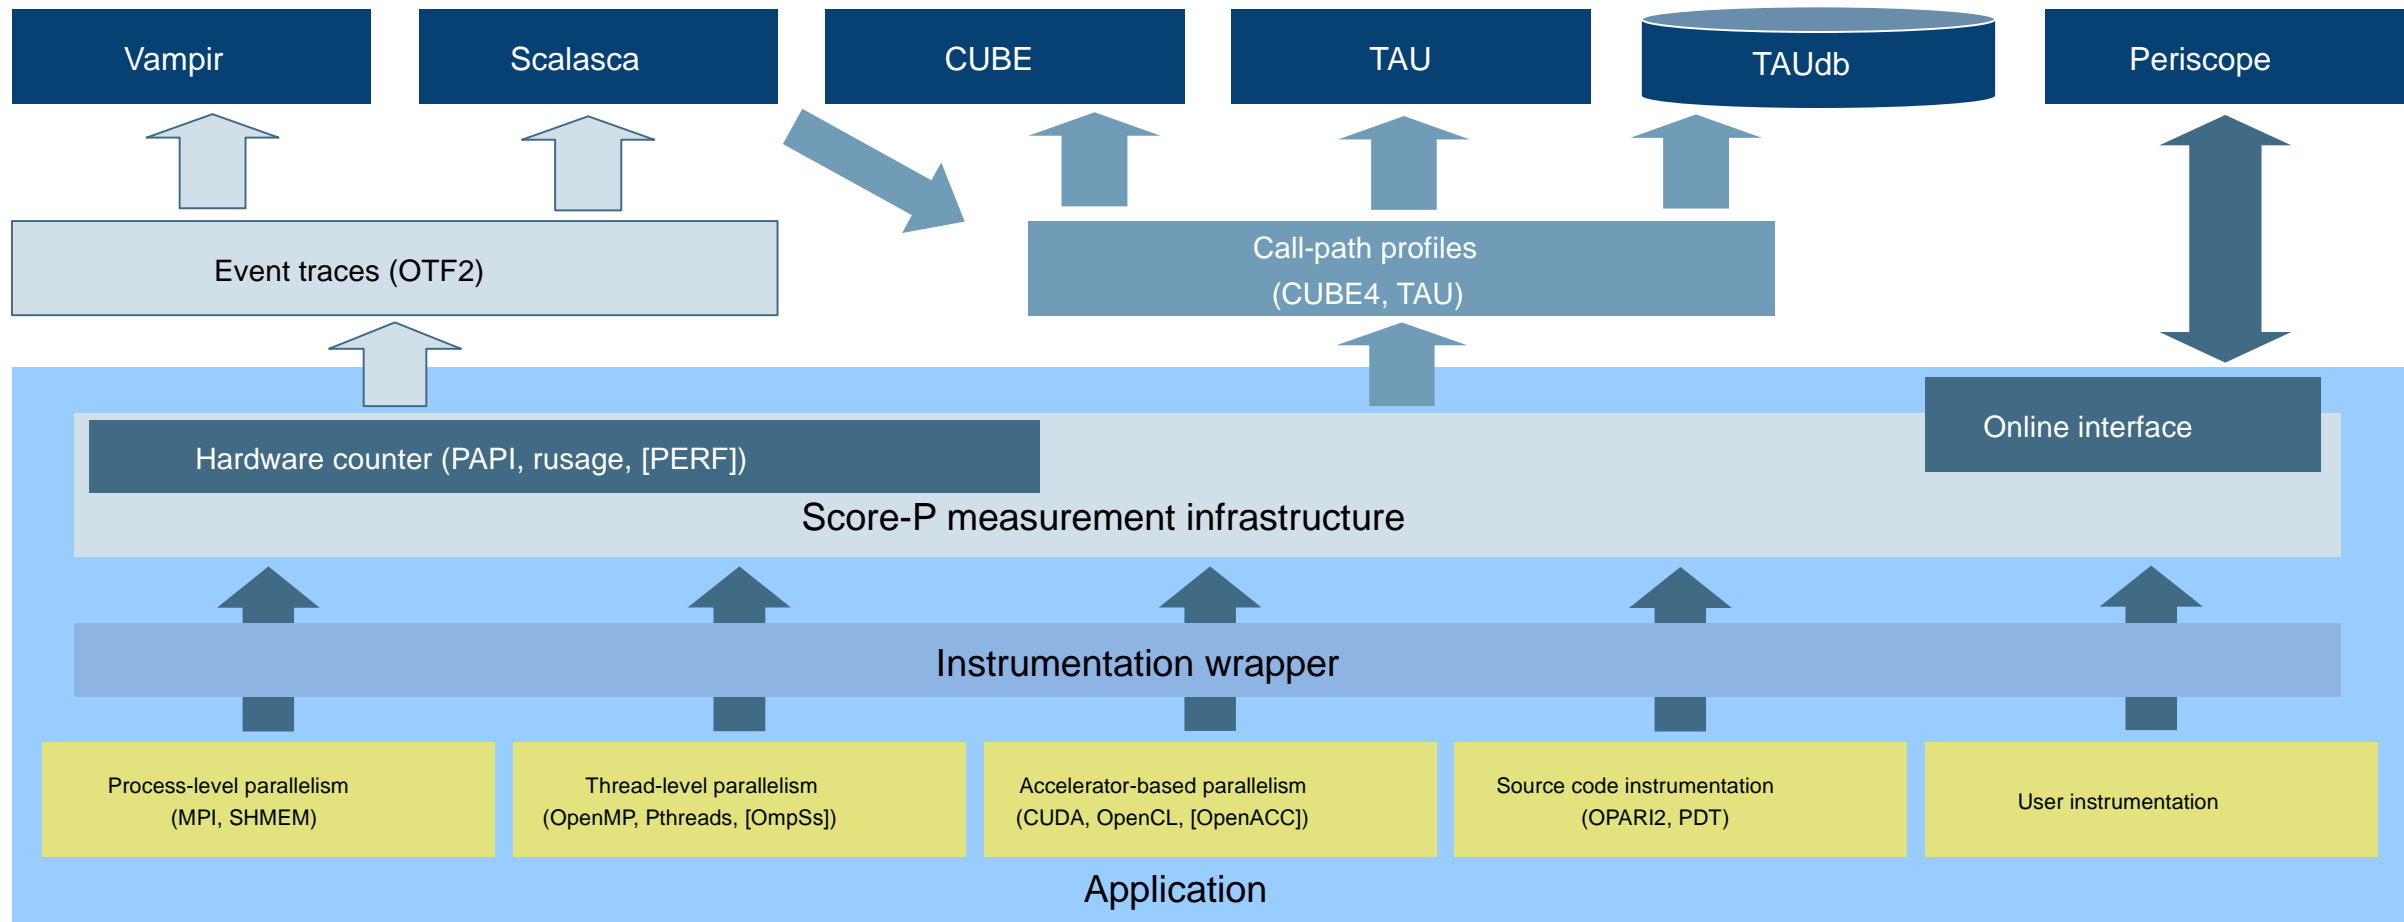 Vampir
Scalasca
CUBE
TAU
TAUdb
Periscope
Event traces (OTF2)
Call-path profiles
(CUBE4, TAU)
Online interface
Hardware counter (PAPI, rusage, [PERF])
Score-P measurement infrastructure
Instrumentation wrapper
Process-level parallelism
(MPI, SHMEM)
Thread-level parallelism
(OpenMP, Pthreads, [OmpSs])
Accelerator-based parallelism
(CUDA, OpenCL, [OpenACC])
Source code instrumentation
(OPARI2, PDT)
User instrumentation
Application